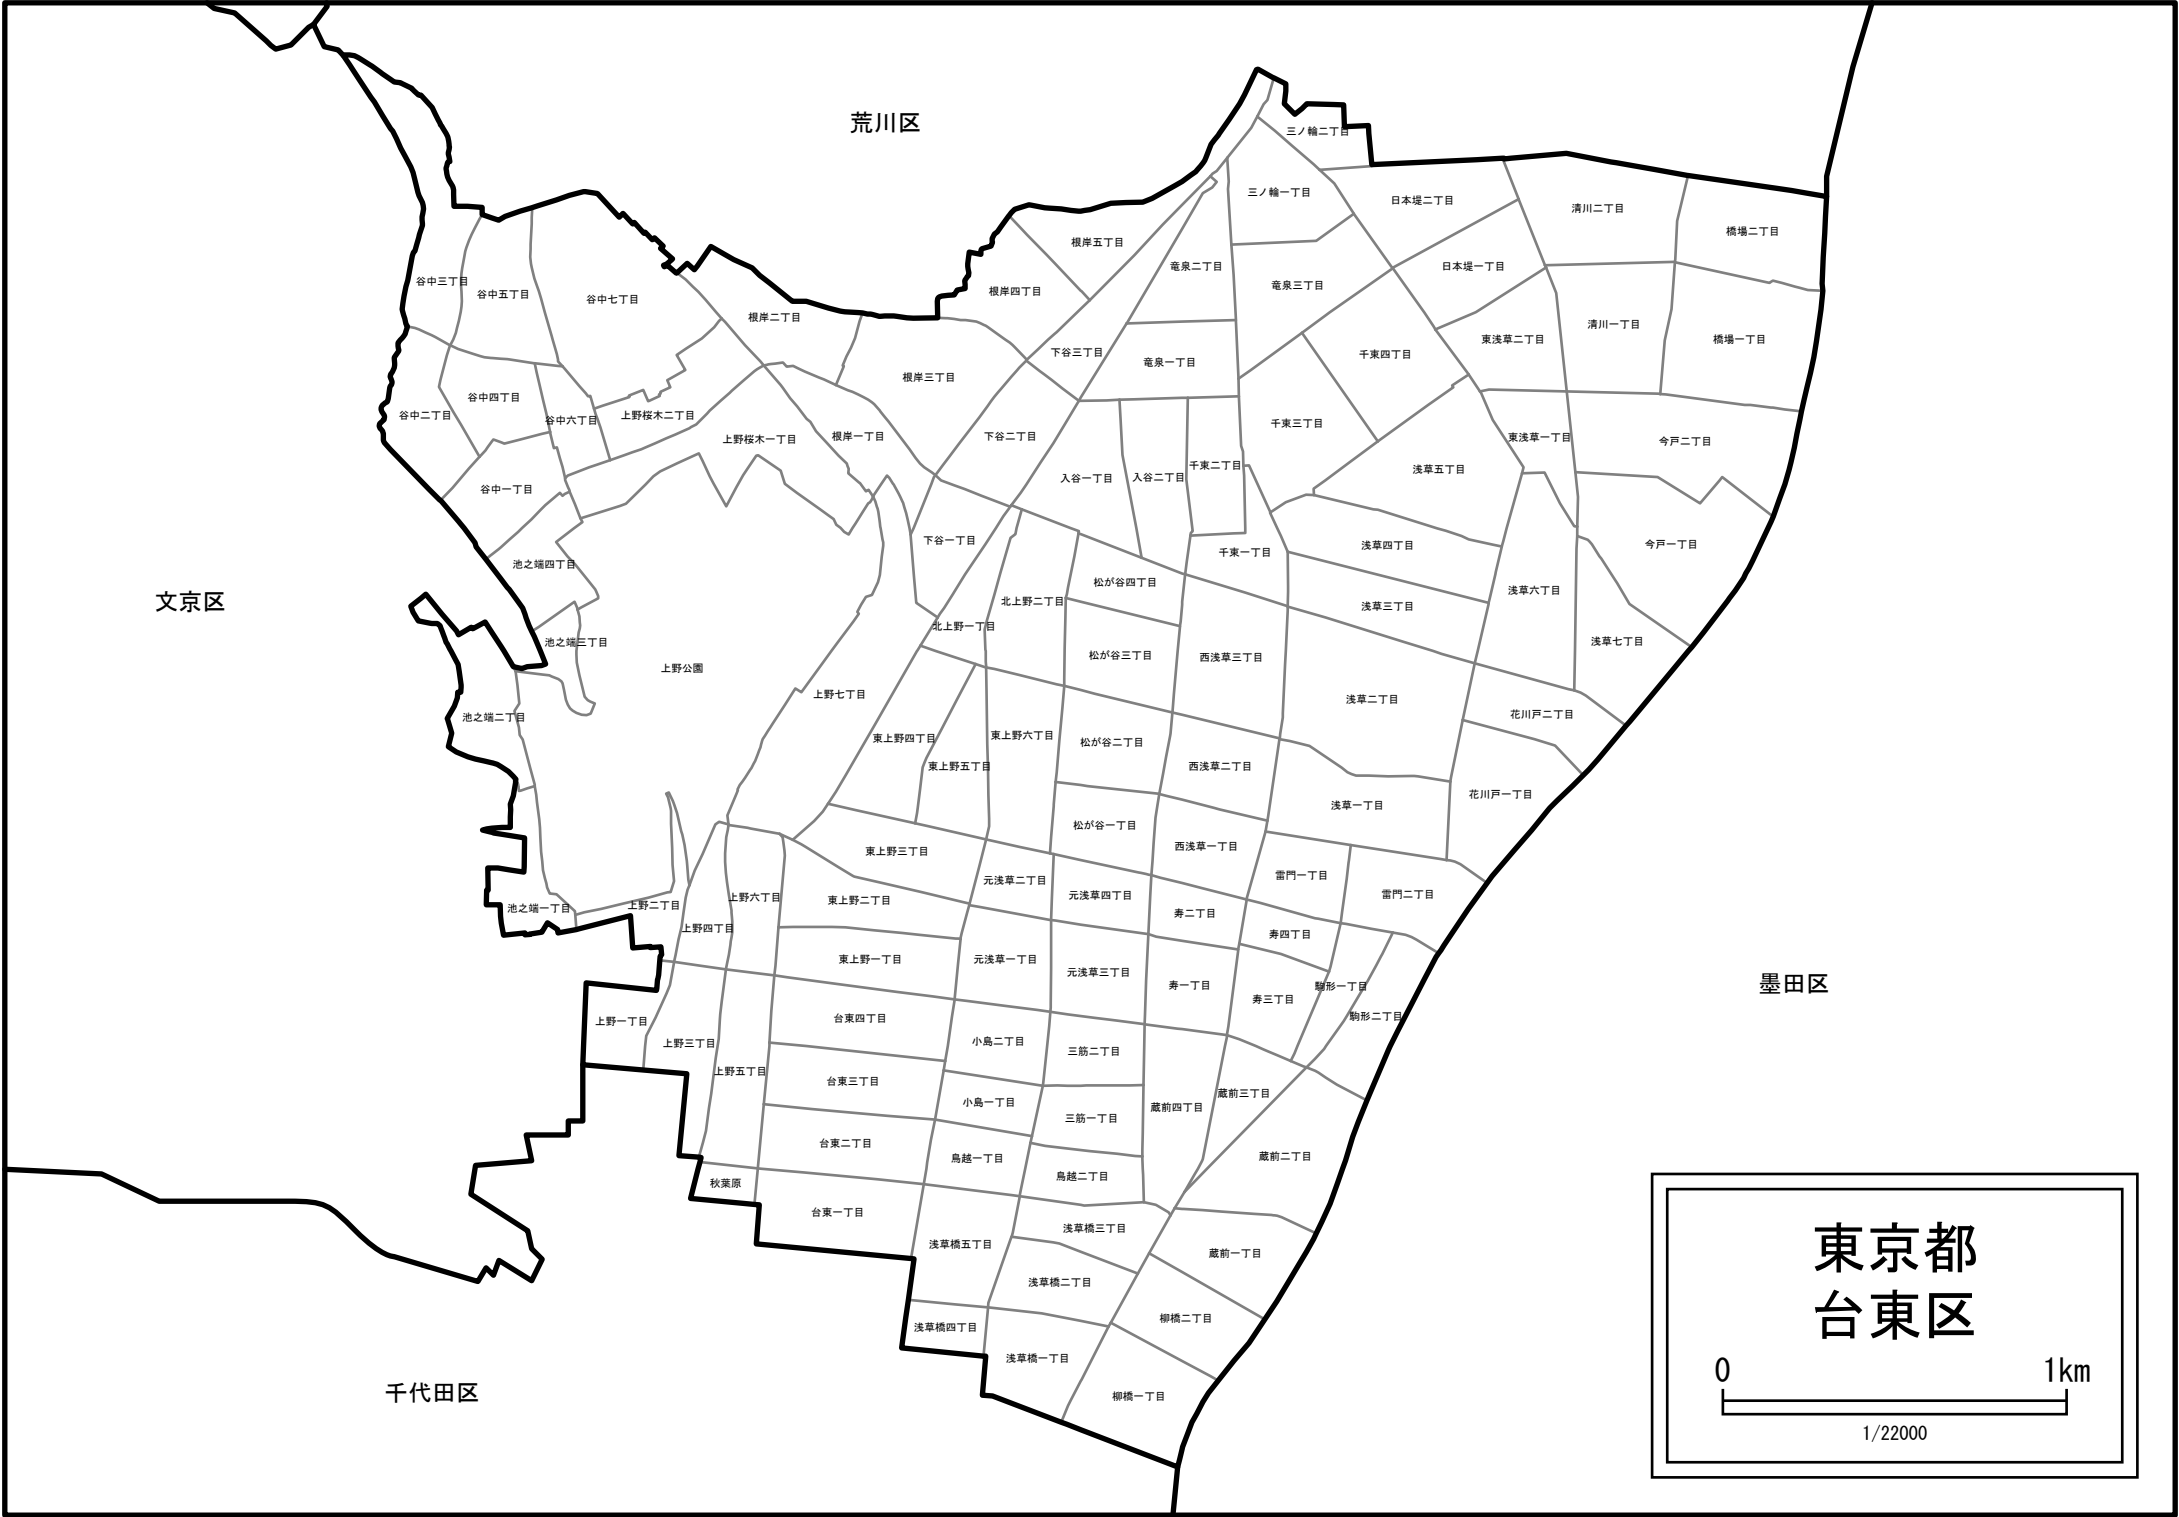 荒川区
三ノ輪二丁目
三ノ輪一丁目
日本堤二丁目
清川二丁目
橋場二丁目
根岸五丁目
竜泉二丁目
日本堤一丁目
谷中三丁目
谷中五丁目
谷中七丁目
根岸四丁目
竜泉三丁目
根岸二丁目
清川一丁目
橋場一丁目
東浅草二丁目
下谷三丁目
千束四丁目
竜泉一丁目
根岸三丁目
谷中四丁目
谷中二丁目
谷中六丁目
上野桜木二丁目
千束三丁目
上野桜木一丁目
根岸一丁目
下谷二丁目
東浅草一丁目
今戸二丁目
千束二丁目
浅草五丁目
入谷一丁目
入谷二丁目
谷中一丁目
下谷一丁目
浅草四丁目
今戸一丁目
千束一丁目
池之端四丁目
松が谷四丁目
浅草六丁目
文京区
北上野二丁目
浅草三丁目
北上野一丁目
池之端三丁目
浅草七丁目
松が谷三丁目
西浅草三丁目
上野公園
上野七丁目
浅草二丁目
池之端二丁目
花川戸二丁目
東上野四丁目
東上野六丁目
松が谷二丁目
東上野五丁目
西浅草二丁目
花川戸一丁目
浅草一丁目
松が谷一丁目
西浅草一丁目
東上野三丁目
元浅草二丁目
雷門一丁目
元浅草四丁目
雷門二丁目
上野六丁目
東上野二丁目
上野二丁目
池之端一丁目
寿二丁目
上野四丁目
寿四丁目
東上野一丁目
元浅草一丁目
元浅草三丁目
墨田区
寿一丁目
駒形一丁目
寿三丁目
駒形二丁目
台東四丁目
上野一丁目
小島二丁目
上野三丁目
三筋二丁目
上野五丁目
台東三丁目
蔵前三丁目
小島一丁目
蔵前四丁目
三筋一丁目
台東二丁目
蔵前二丁目
鳥越一丁目
鳥越二丁目
秋葉原
台東一丁目
浅草橋三丁目
浅草橋五丁目
蔵前一丁目
浅草橋二丁目
柳橋二丁目
浅草橋四丁目
浅草橋一丁目
千代田区
柳橋一丁目
東京都
台東区
0 1km
1/22000